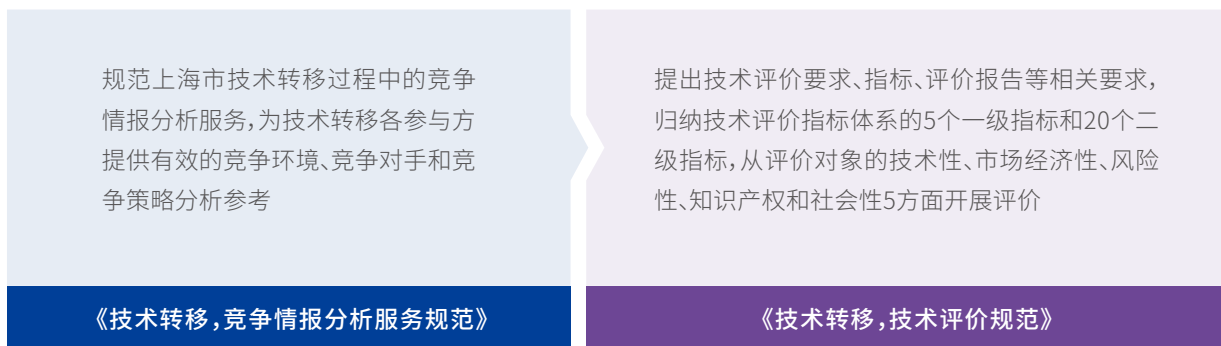 规范上海市技术转移过程中的竞争
情报分析服务,为技术转移各参与方
提供有效的竞争环境、竞争对手和竞
争策略分析参考
《技术转移,竞争情报分析服务规范》
提出技术评价要求、指标、评价报告等相关要求,
归纳技术评价指标体系的5个一级指标和20个二
级指标,从评价对象的技术性、市场经济性、风险
性、知识产权和社会性5方面开展评价
《技术转移,技术评价规范》